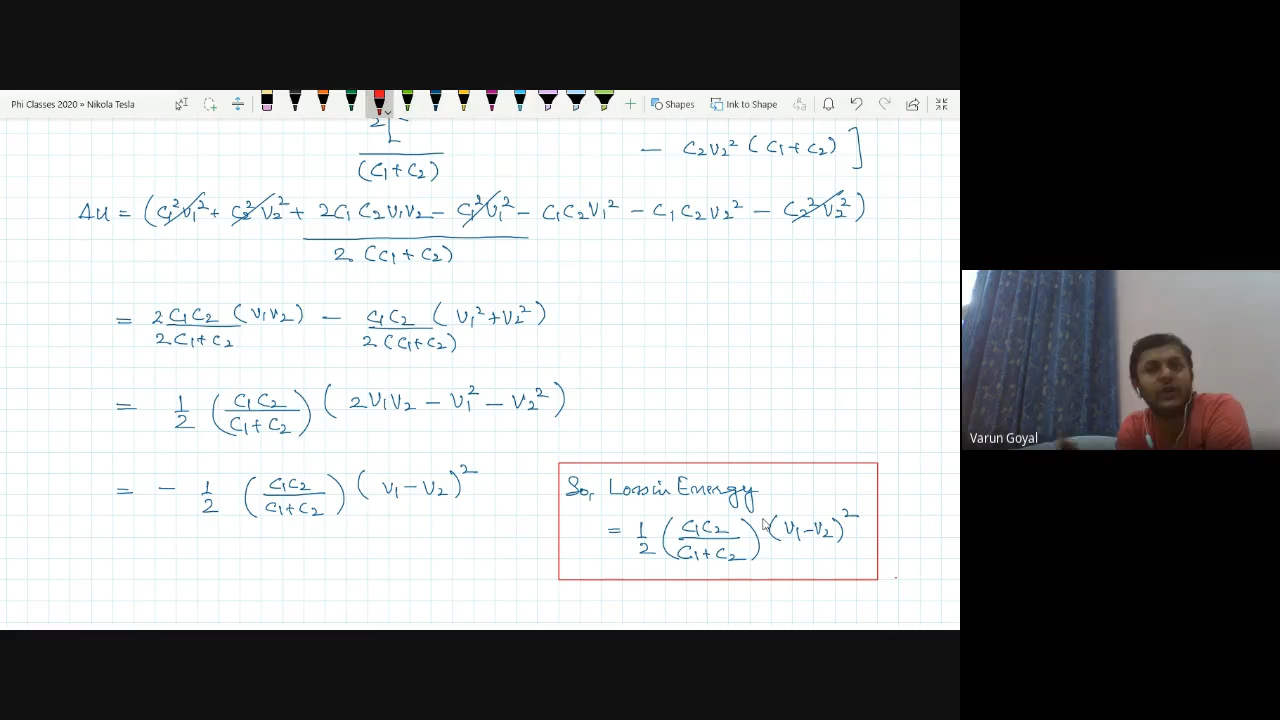 Phi Classes 2020 » Nikola Tesla
Shapes
Ink to Shape
2[
(C₁+C₂)
— C₂V₂² (C₁+C₂) ]
ΔU = (C₁²V₁² + C₂²V₂² + 2C₁C₂V₁V₂ - C₁²V₁² - C₁C₂V₁² - C₁C₂V₂² - C₂²V₂²)
2 (C₁+C₂)
= 2C₁C₂ (V₁V₂) - C₁C₂ (V₁²+V₂²)
2C₁+C₂ 2(C₁+C₂)
= 1/2 (C₁C₂/C₁+C₂) (2V₁V₂ - V₁² - V₂²)
= - 1/2 (C₁C₂/C₁+C₂) (V₁-V₂)²
So, Loss in Energy
= 1/2 (C₁C₂/C₁+C₂) (V₁-V₂)²
Varun Goyal